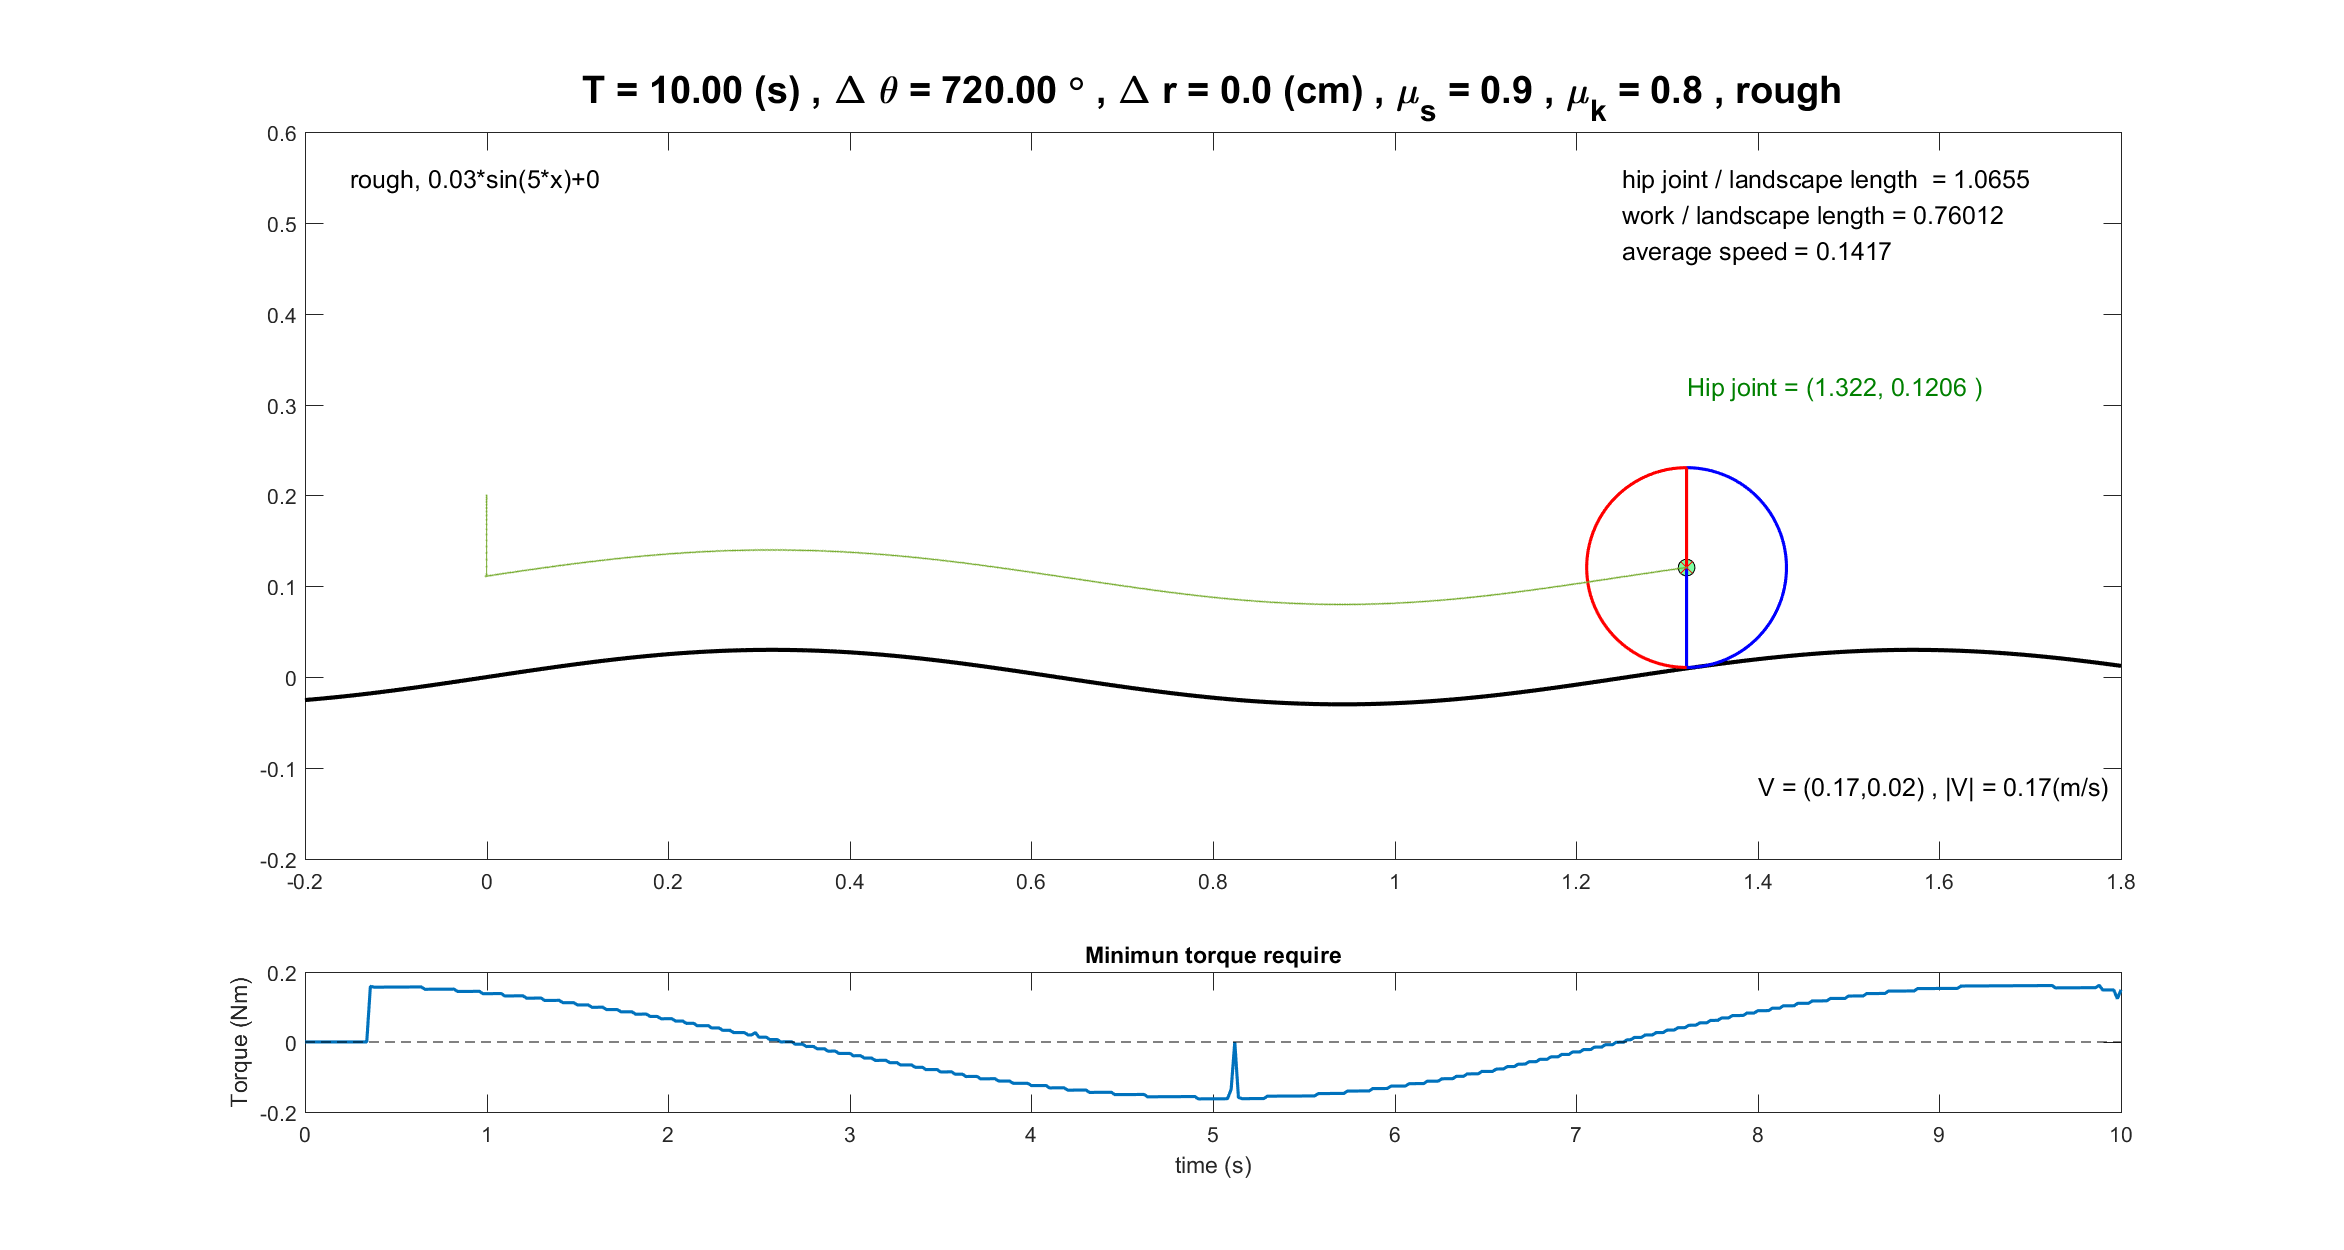 T = 10.00 (s) , Δ θ = 720.00 ° , Δ r = 0.0 (cm) , μs = 0.9 , μk = 0.8 , rough
0.6
0.5
0.4
0.3
0.2
0.1
0
-0.1
-0.2
rough, 0.03*sin(5*x)+0
hip joint / landscape length = 1.0655
work / landscape length = 0.76012
average speed = 0.1417
Hip joint = (1.322, 0.1206 )
V = (0.17,0.02) , |V| = 0.17(m/s)
-0.2 0 0.2 0.4 0.6 0.8 1 1.2 1.4 1.6 1.8
Minimun torque require
Torque (Nm)
0.2
0
-0.2
0 1 2 3 4 5 6 7 8 9 10
time (s)